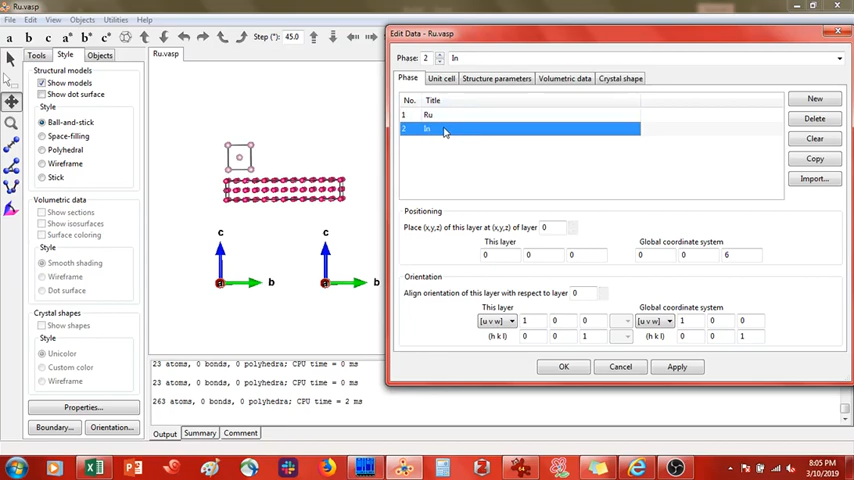 Ru.vasp
File Edit View Objects Utilities Help
a b c a* b* c* Step (°): 45.0
Tools Style Objects
Structural models
Show models
Show dot surface
Style
Ball-and-stick
Space-filling
Polyhedral
Wireframe
Stick
Volumetric data
Show sections
Show isosurfaces
Surface coloring
Style
Smooth shading
Wireframe
Dot surface
Crystal shapes
Show shapes
Style
Unicolor
Custom color
Wireframe
Properties...
Boundary... Orientation...
Ru.vasp
c c
a b a b
23 atoms, 0 bonds, 0 polyhedra; CPU time = 0 ms
23 atoms, 0 bonds, 0 polyhedra; CPU time = 0 ms
263 atoms, 0 bonds, 0 polyhedra; CPU time = 2 ms
Output Summary Comment
Edit Data - Ru.vasp
Phase: 2 In
Phase Unit cell Structure parameters Volumetric data Crystal shape
No. Title
1 Ru
2 In
New
Delete
Clear
Copy
Import...
Positioning
Place (x,y,z) of this layer at (x,y,z) of layer 0
This layer Global coordinate system
0 0 0 0 0 6
Orientation
Align orientation of this layer with respect to layer 0
This layer Global coordinate system
[u v w] 1 0 0 [u v w] 1 0 0
(h k l) 0 0 1 (h k l) 0 0 1
OK Cancel Apply
8:05 PM
3/10/2019